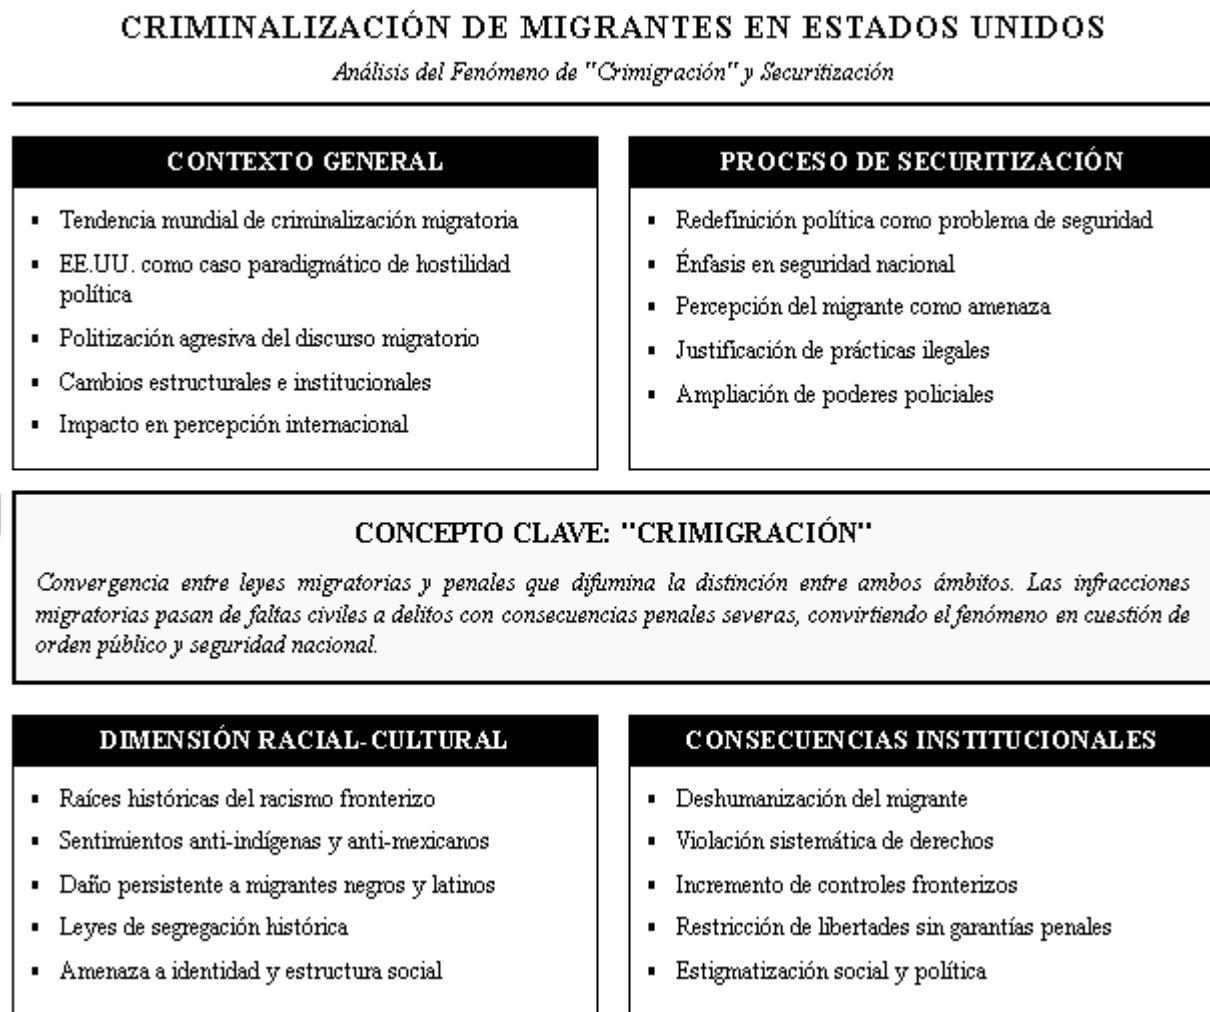 CRIMINALIZACIÓN DE MIGRANTES EN ESTADOS UNIDOS
Análisis del Fenómeno de "Crimigración" y Securitización
CONTEXTO GENERAL
▪ Tendencia mundial de criminalización migratoria
▪ EE.UU. como caso paradigmático de hostilidad
política
▪ Politización agresiva del discurso migratorio
▪ Cambios estructurales e institucionales
▪ Impacto en percepción internacional
PROCESO DE SECURITIZACIÓN
▪ Redefinición política como problema de seguridad
▪ Énfasis en seguridad nacional
▪ Percepción del migrante como amenaza
▪ Justificación de prácticas ilegales
▪ Ampliación de poderes policiales
CONCEPTO CLAVE: "CRIMIGRACIÓN"
Convergencia entre leyes migratorias y penales que difumina la distinción entre ambos ámbitos. Las infracciones
migratorias pasan de faltas civiles a delitos con consecuencias penales severas, convirtiendo el fenómeno en cuestión de
orden público y seguridad nacional.
DIMENSIÓN RACIAL-CULTURAL
▪ Raíces históricas del racismo fronterizo
▪ Sentimientos anti-indígenas y anti-mexicanos
▪ Daño persistente a migrantes negros y latinos
▪ Leyes de segregación histórica
▪ Amenaza a identidad y estructura social
CONSECUENCIAS INSTITUCIONALES
▪ Deshumanización del migrante
▪ Violación sistemática de derechos
▪ Incremento de controles fronterizos
▪ Restricción de libertades sin garantías penales
▪ Estigmatización social y política